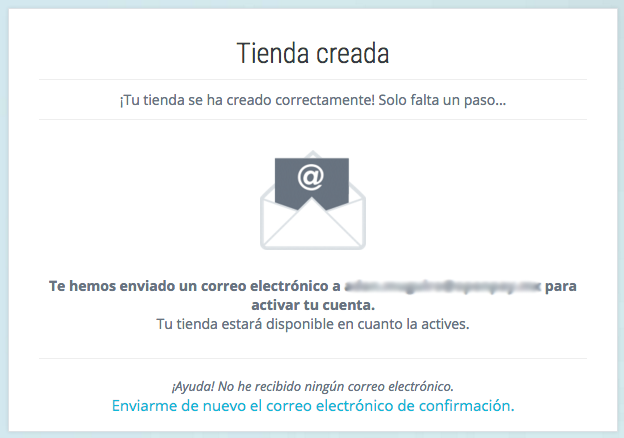 Tienda creada
¡Tu tienda se ha creado correctamente! Solo falta un paso...
@
Te hemos enviado un correo electrónico a para
activar tu cuenta.
Tu tienda estará disponible en cuanto la actives.
¡Ayuda! No he recibido ningún correo electrónico.
Enviarme de nuevo el correo electrónico de confirmación.